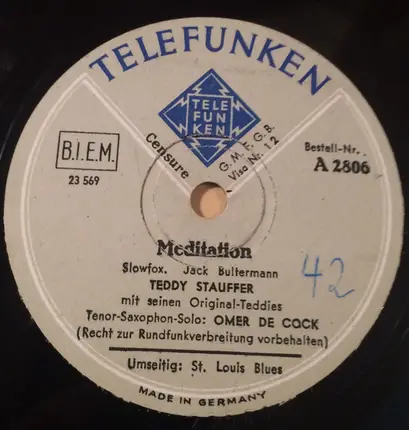 TELEFUNKEN
TELE
FUN
KEN
B.I.E.M.
23 569
Censure
G.M.F.G.B.
Visa Nr. 12
Bestell-Nr.
A 2806
Meditation
Slowfox. Jack Bultermann
TEDDY STAUFFER
mit seinen Original-Teddies
Tenor-Saxophon-Solo: OMER DE COCK
(Recht zur Rundfunkverbreitung vorbehalten)
42
Umseitig: St. Louis Blues
MADE IN GERMANY